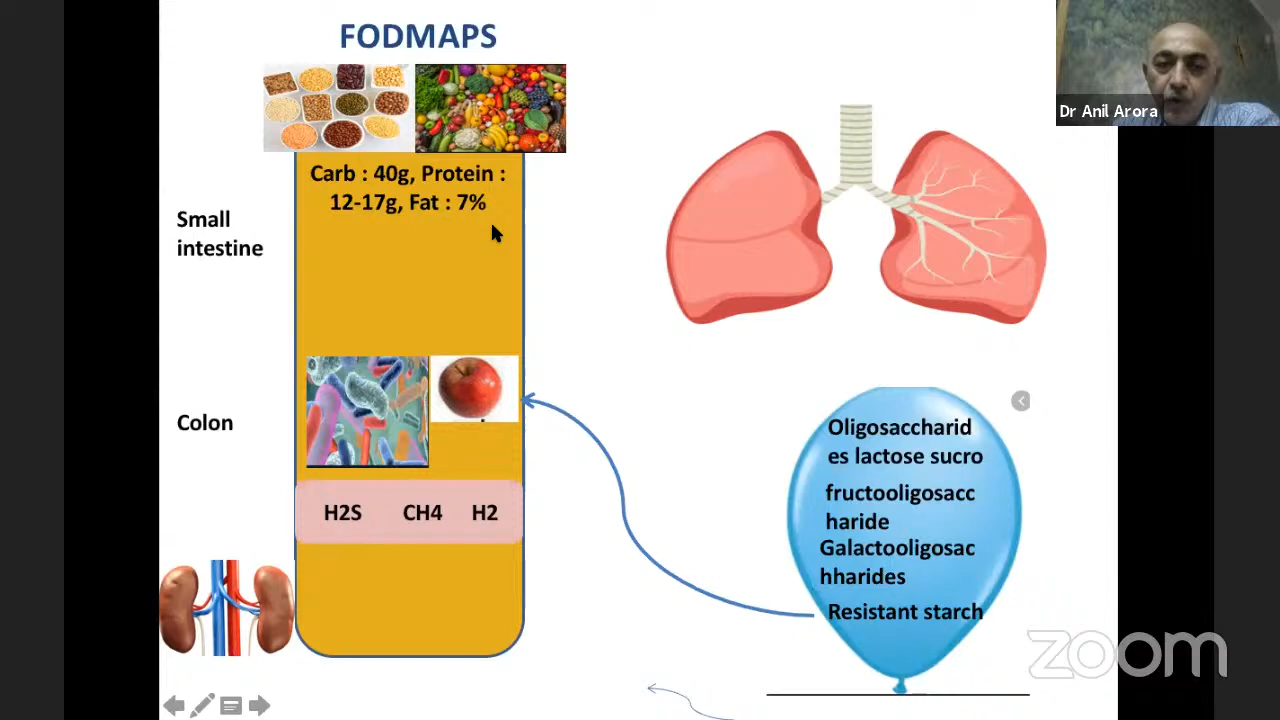 FODMAPS
Dr Anil Arora
Carb : 40g, Protein :
12-17g, Fat : 7%
Small
intestine
Colon
H2S CH4 H2
Oligosaccharid
es lactose sucro
fructooligosacc
haride
Galactooligosac
hharides
Resistant starch
zoom